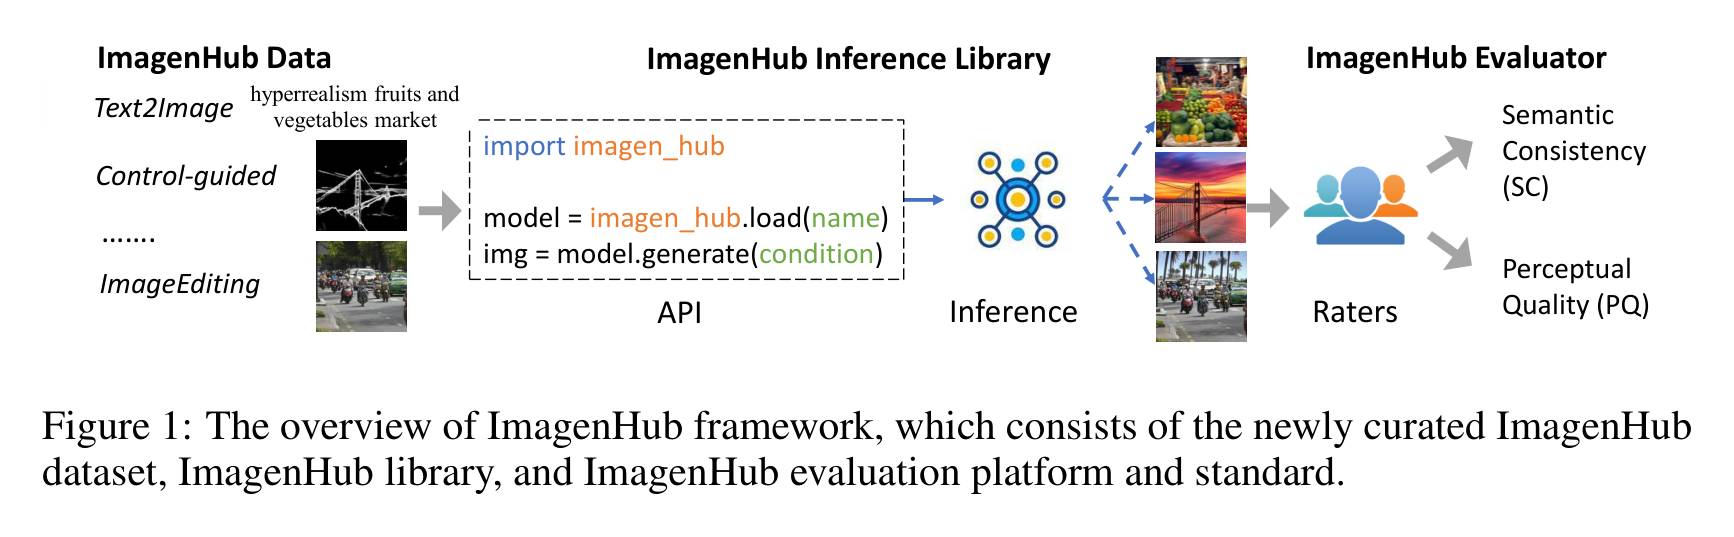 ImagenHub Data
Text2Image
hyperrealism fruits and
vegetables market
Control-guided
…….
ImageEditing
ImagenHub Inference Library
import imagen_hub
model = imagen_hub.load(name)
img = model.generate(condition)
API
Inference
ImagenHub Evaluator
Raters
Semantic
Consistency
(SC)
Perceptual
Quality (PQ)
Figure 1: The overview of ImagenHub framework, which consists of the newly curated ImagenHub
dataset, ImagenHub library, and ImagenHub evaluation platform and standard.